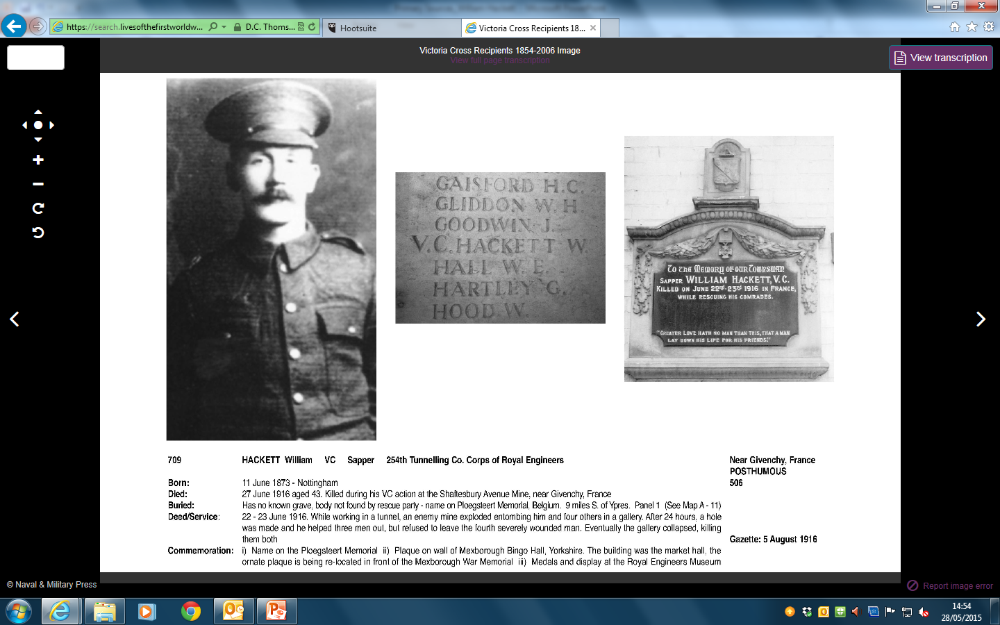 https://search.livesofthefirstworldw...
D.C. Thoms...
Hootsuite
Victoria Cross Recipients 18...
Victoria Cross Recipients 1854-2006 Image
View full page transcription
View transcription
GAISFORD H.C.
GLIDDON W. H.
GOODWIN J.
V.C. HACKETT W
HALL W. E.
HARTLEY G.
HOOD W.
To the Memory of our Townsman
Sapper William Hackett, V.C.
Killed on June 22nd-23rd 1916 in France,
while rescuing his comrades.
"Greater Love hath no man than this, that a man
lay down his life for his friends."
709 HACKETT William VC Sapper 254th Tunnelling Co. Corps of Royal Engineers Near Givenchy, France
POSTHUMOUS
Born: 11 June 1873 - Nottingham 506
Died: 27 June 1916 aged 43. Killed during his VC action at the Shaftesbury Avenue Mine, near Givenchy, France
Buried: Has no known grave, body not found by rescue party - name on Ploegsteert Memorial, Belgium. 9 miles S. of Ypres. Panel 1 (See Map A - 11)
Deed/Service: 22 - 23 June 1916. While working in a tunnel, an enemy mine exploded entombing him and four others in a gallery. After 24 hours, a hole
was made and he helped three men out, but refused to leave the fourth severely wounded man. Eventually the gallery collapsed, killing
them both Gazette: 5 August 1916
Commemoration: i) Name on the Ploegsteert Memorial ii) Plaque on wall of Mexborough Bingo Hall, Yorkshire. The building was the market hall. the
ornate plaque is being re-located in front of the Mexborough War Memorial iii) Medals and display at the Royal Engineers Museum
© Naval & Military Press
Report image error
14:54
28/05/2015